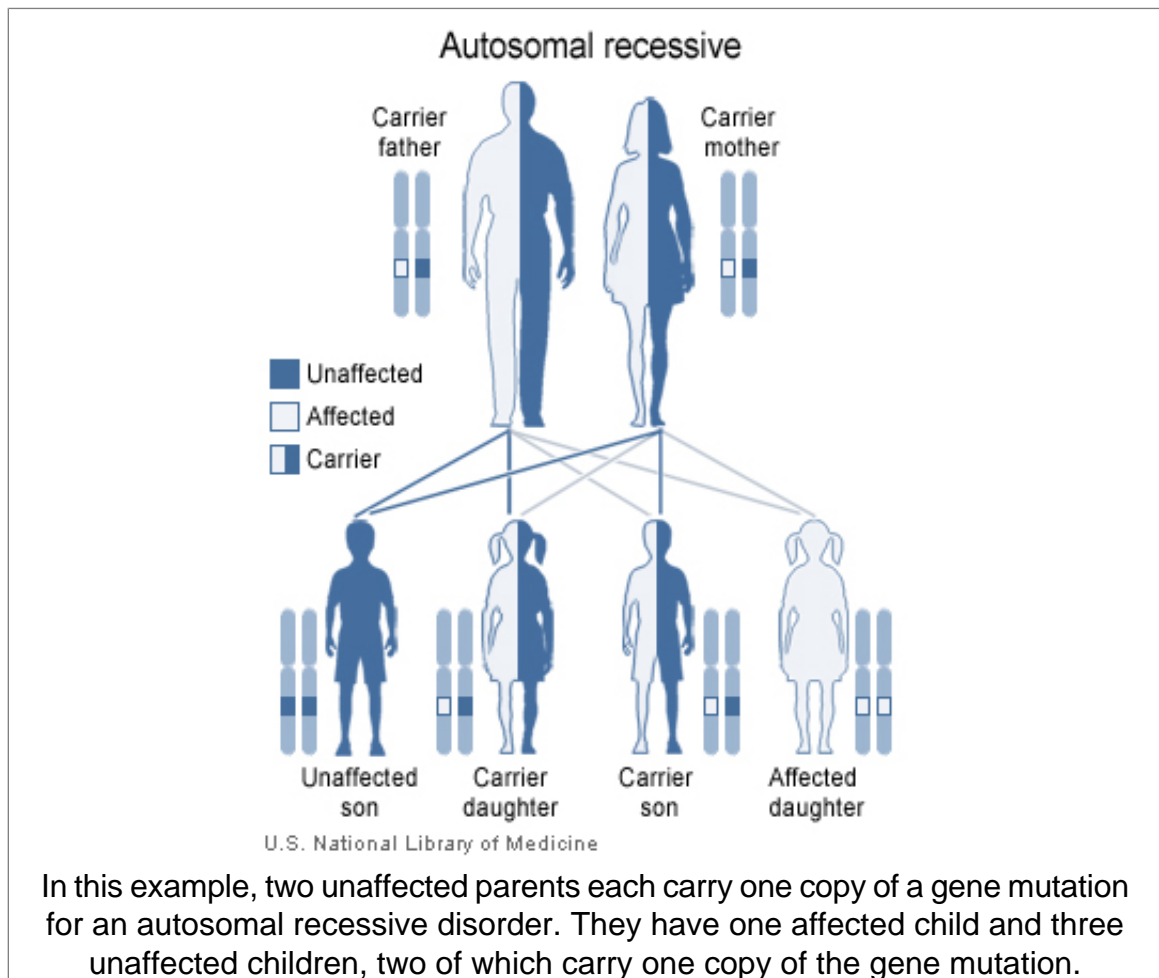 Autosomal recessive
Carrier
father
Carrier
mother
Unaffected
Affected
Carrier
Unaffected
son
Carrier
daughter
Carrier
son
Affected
daughter
U.S. National Library of Medicine
In this example, two unaffected parents each carry one copy of a gene mutation
for an autosomal recessive disorder. They have one affected child and three
unaffected children, two of which carry one copy of the gene mutation.